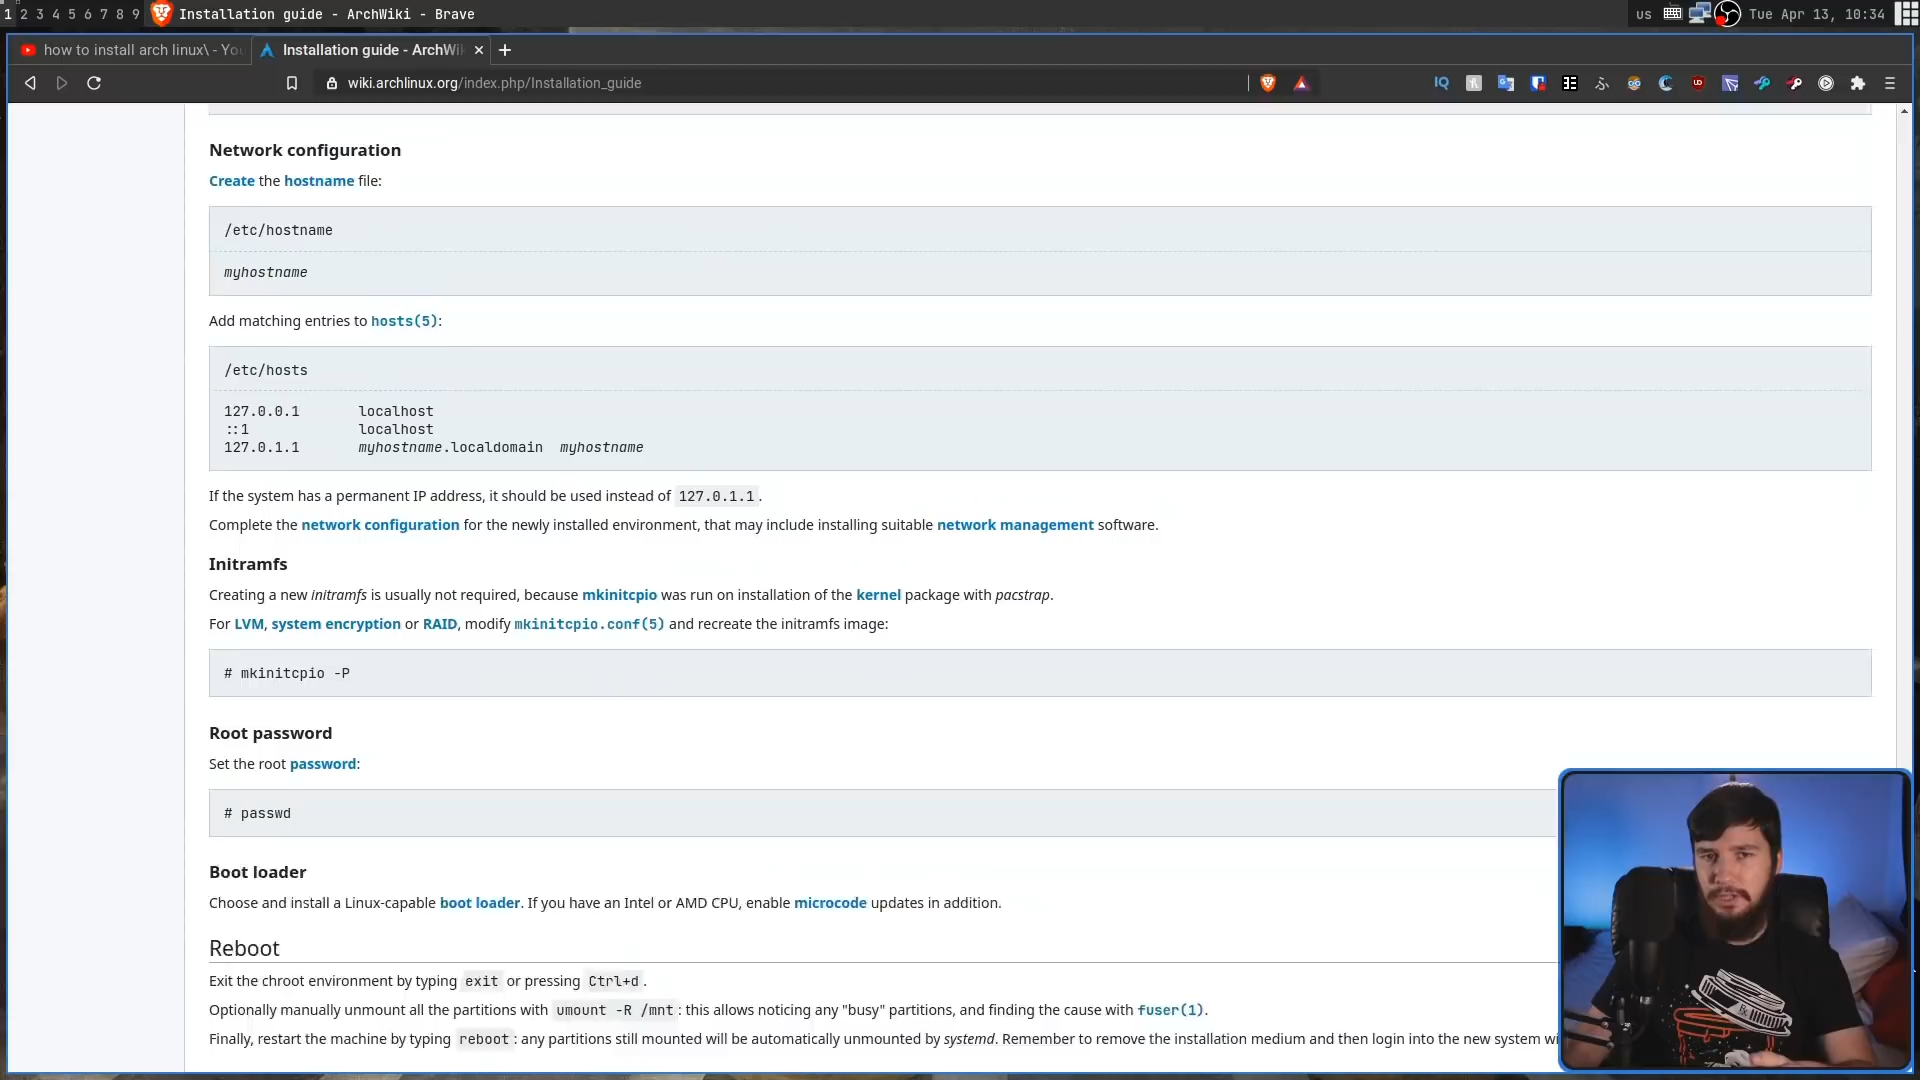 1 2 3 4 5 6 7 8 9 Installation guide - ArchWiki - Brave us Tue Apr 13, 10:34
how to install arch linux\ - Yo Installation guide - ArchWi
wiki.archlinux.org/index.php/Installation_guide IQ
Network configuration
Create the hostname file:
/etc/hostname
myhostname
Add matching entries to hosts(5):
/etc/hosts
127.0.0.1 localhost
::1 localhost
127.0.1.1 myhostname.localdomain myhostname
If the system has a permanent IP address, it should be used instead of 127.0.1.1.
Complete the network configuration for the newly installed environment, that may include installing suitable network management software.
Initramfs
Creating a new initramfs is usually not required, because mkinitcpio was run on installation of the kernel package with pacstrap.
For LVM, system encryption or RAID, modify mkinitcpio.conf(5) and recreate the initramfs image:
# mkinitcpio -P
Root password
Set the root password:
# passwd
Boot loader
Choose and install a Linux-capable boot loader. If you have an Intel or AMD CPU, enable microcode updates in addition.
Reboot
Exit the chroot environment by typing exit or pressing Ctrl+d.
Optionally manually unmount all the partitions with umount -R /mnt: this allows noticing any "busy" partitions, and finding the cause with fuser(1).
Finally, restart the machine by typing reboot: any partitions still mounted will be automatically unmounted by systemd. Remember to remove the installation medium and then login into the new system wi